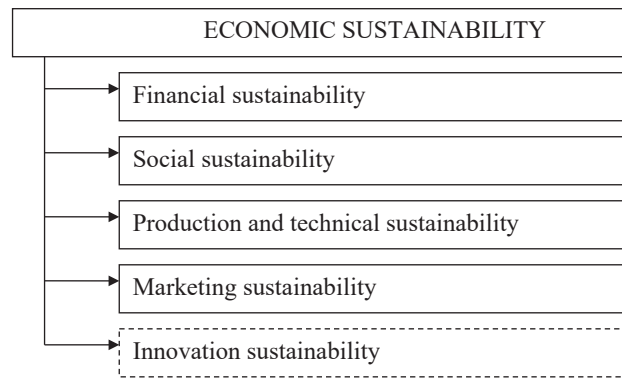 ECONOMIC SUSTAINABILITY
Financial sustainability
Social sustainability
Production and technical sustainability
Marketing sustainability
Innovation sustainability